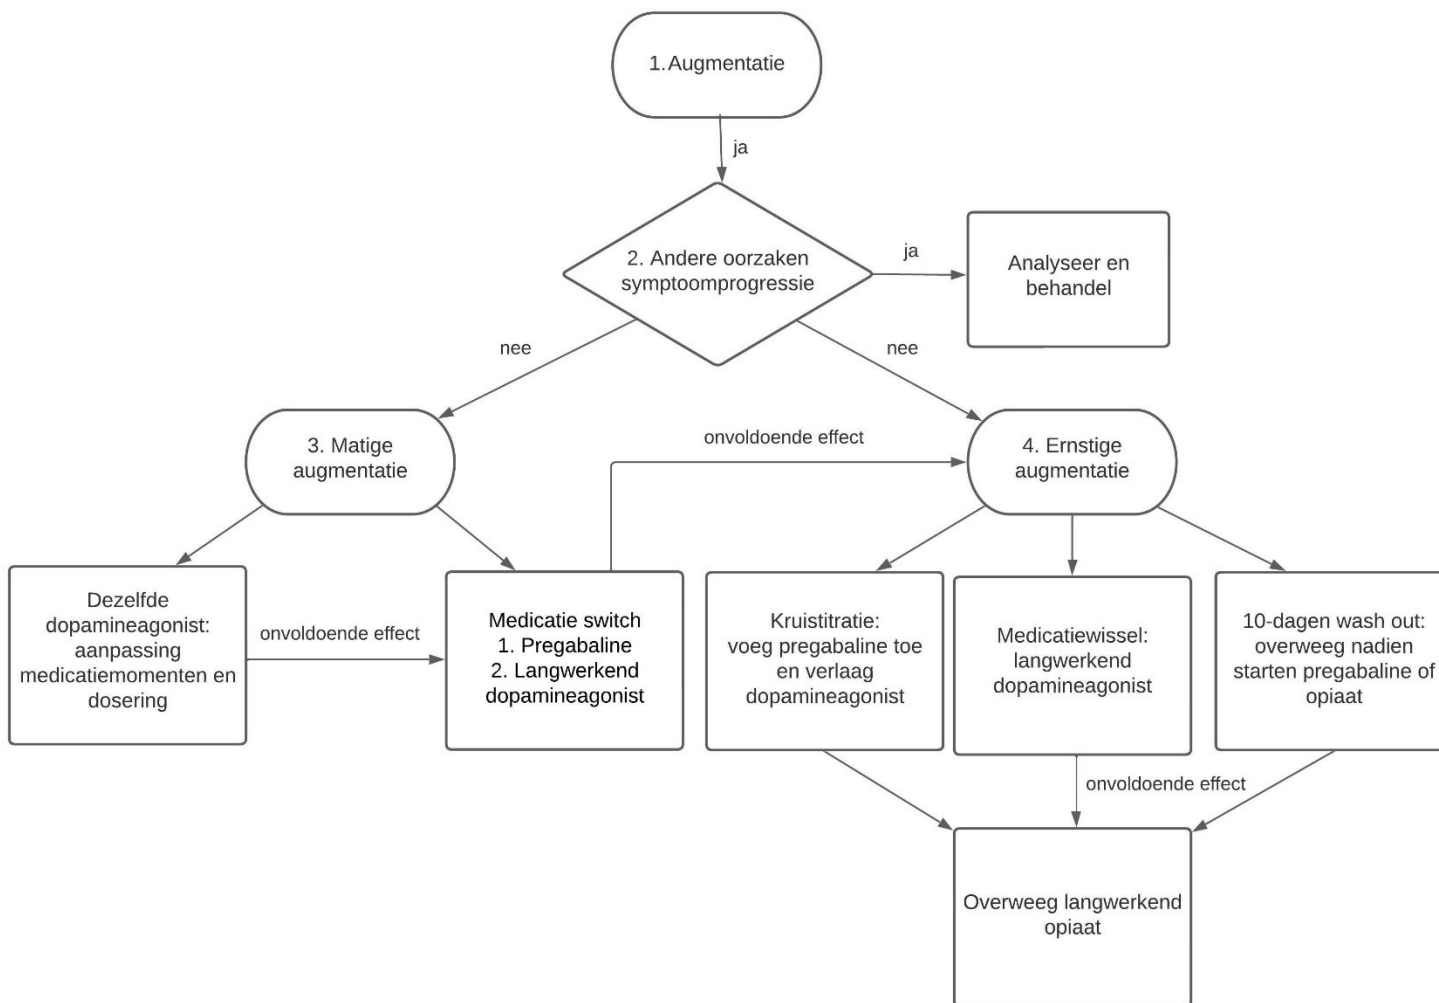 1. Augmentatie
ja
2. Andere oorzaken
symptoomprogressie
ja
Analyseer en
behandel
nee
nee
3. Matige
augmentatie
onvoldoende effect
4. Ernstige
augmentatie
Dezelfde
dopamineagonist:
aanpassing
medicatiemomenten en
dosering
onvoldoende effect
Medicatie switch
1. Pregabaline
2. Langwerkend
dopamineagonist
Kruistitratie:
voeg pregabaline toe
en verlaag
dopamineagonist
Medicatiewissel:
langwerkend
dopamineagonist
10-dagen wash out:
overweeg nadien
starten pregabaline of
opiaat
onvoldoende effect
Overweeg langwerkend
opiaat